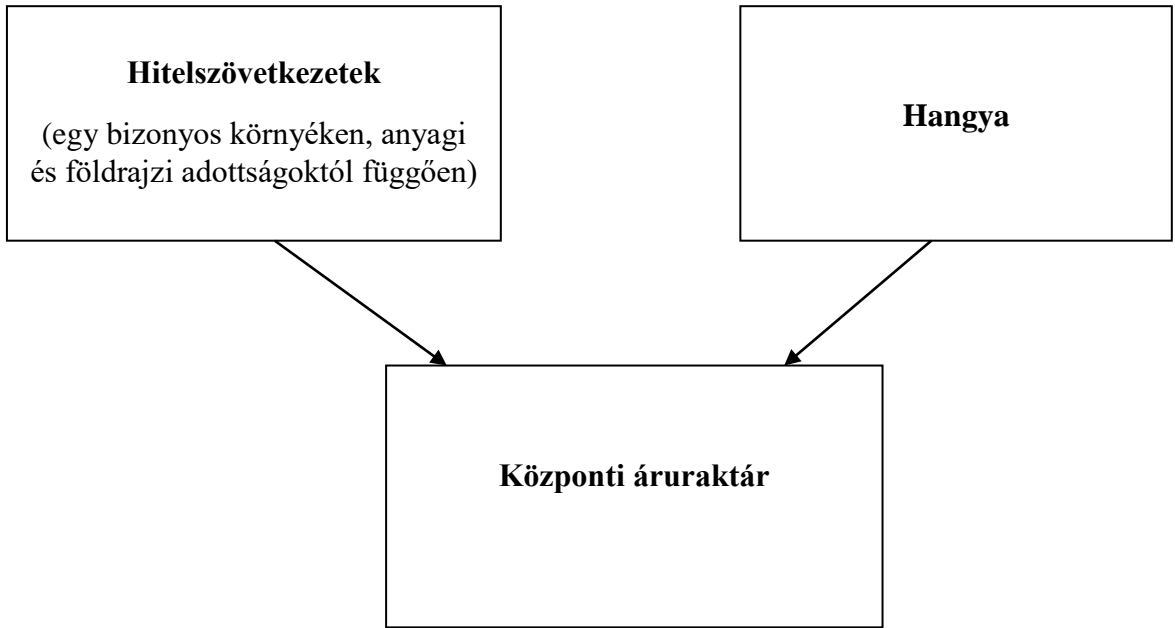 Hitelszövetkezetek
(egy bizonyos környéken, anyagi
és földrajzi adottságoktól függően)
Hangya
Központi áruraktár